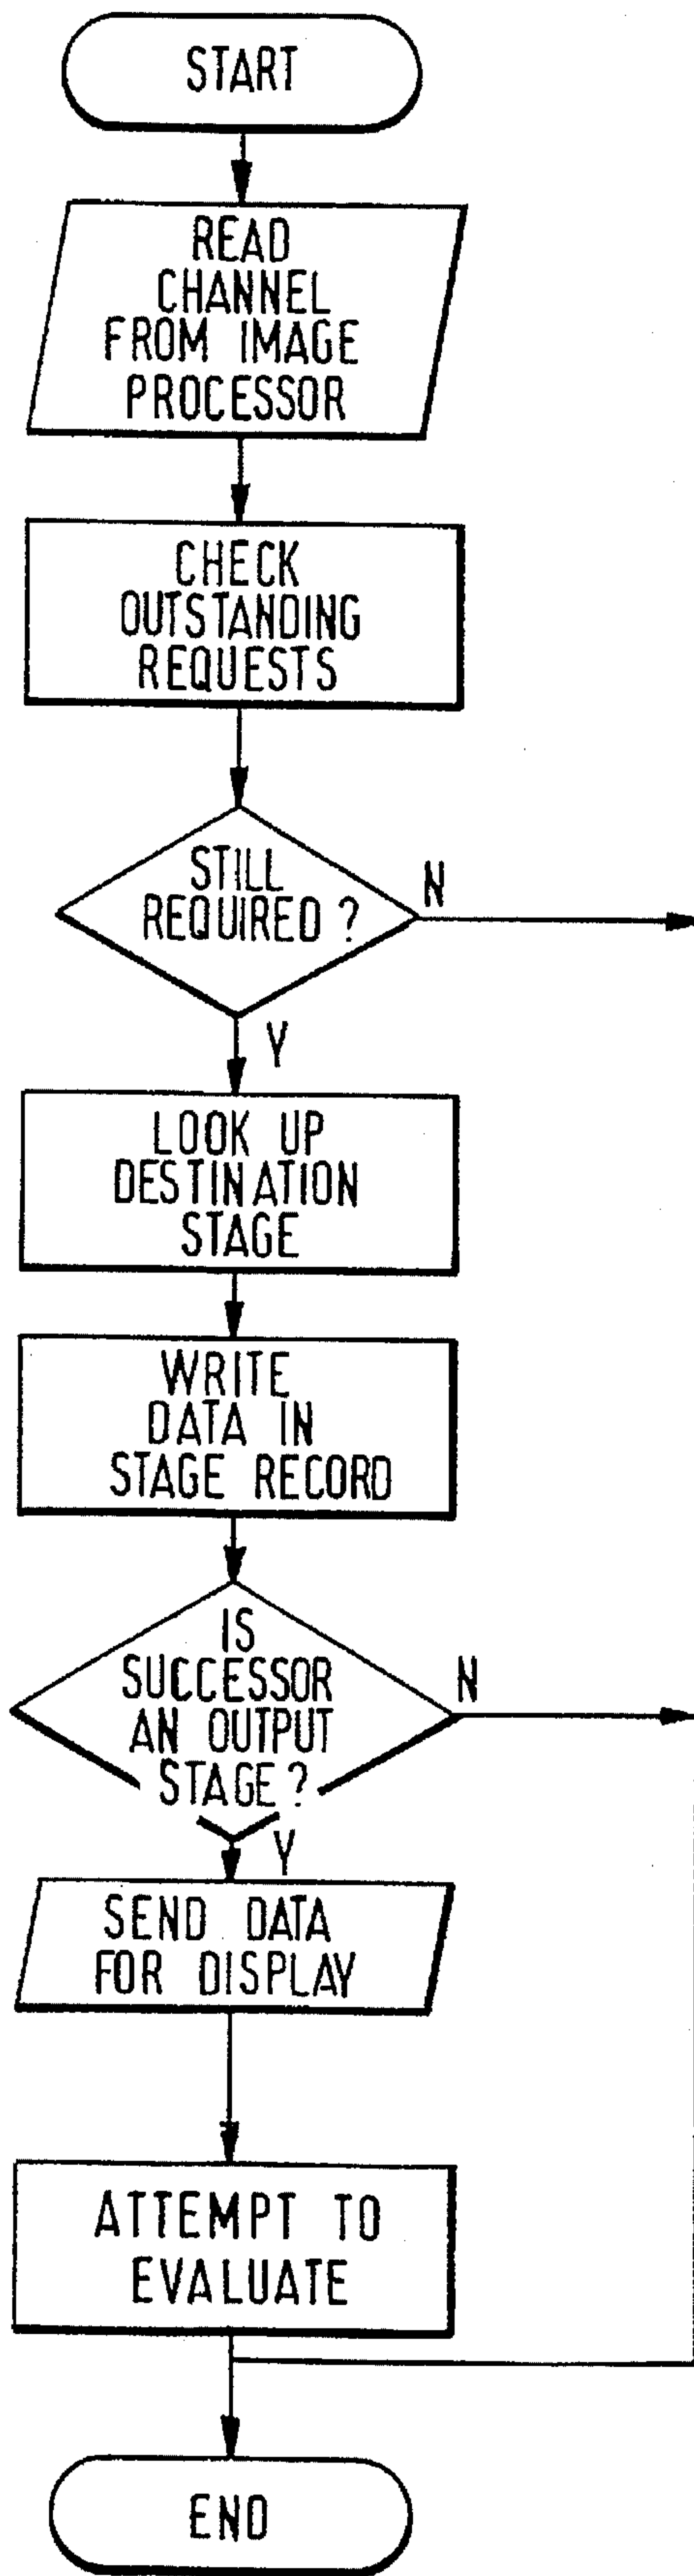 START
READ
CHANNEL
FROM IMAGE
PROCESSOR
CHECK
OUTSTANDING
REQUESTS
STILL
REQUIRED ?
N
Y
LOOK UP
DESTINATION
STAGE
WRITE
DATA IN
STAGE RECORD
IS
SUCCESSOR
AN OUTPUT
STAGE ?
N
Y
SEND DATA
FOR DISPLAY
ATTEMPT TO
EVALUATE
END